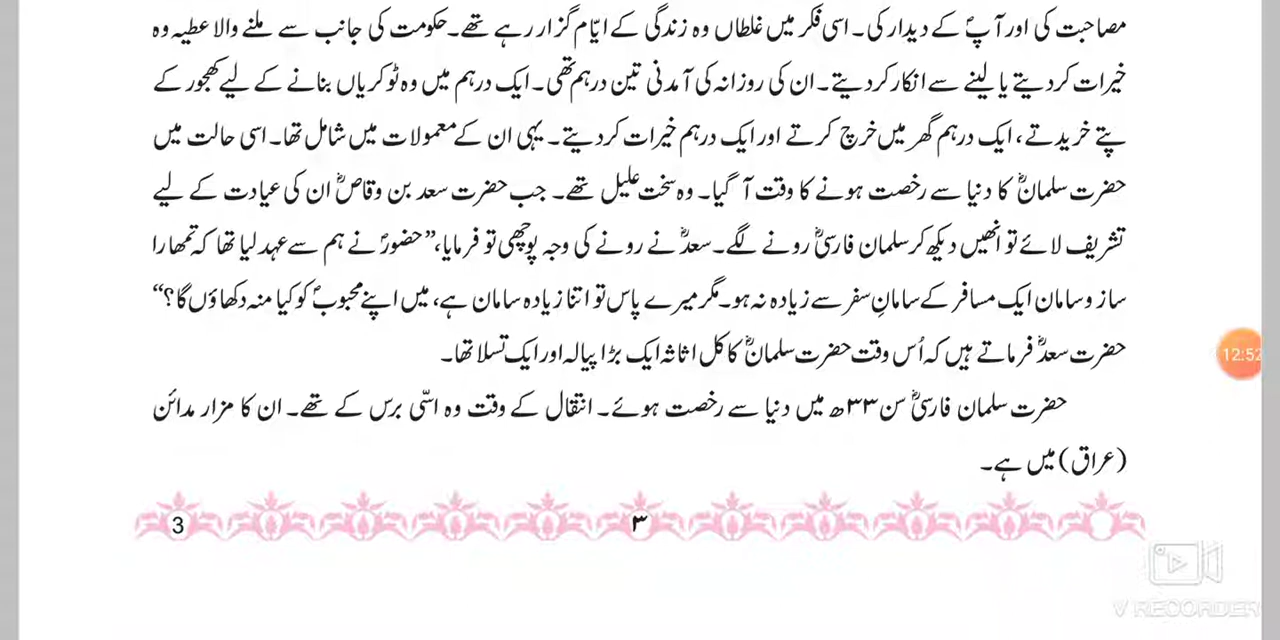 مصاحبت کی اور آپؐ کے دیدار کی۔ اسی فکر میں غلطاں وہ زندگی کے ایّام گزار رہے تھے۔ حکومت کی جانب سے ملنے والا عطیہ وہ
خیرات کر دیتے یا لینے سے انکار کر دیتے۔ ان کی روزانہ کی آمدنی تین درہم تھی۔ ایک درہم میں وہ ٹوکریاں بنانے کے لیے کھجور کے
پتے خریدتے، ایک درہم گھر میں خرچ کرتے اور ایک درہم خیرات کر دیتے۔ یہی ان کے معمولات میں شامل تھا۔ اسی حالت میں
حضرت سلمانؓ کا دنیا سے رخصت ہونے کا وقت آ گیا۔ وہ سخت علیل تھے۔ جب حضرت سعد بن وقاصؓ ان کی عیادت کے لیے
تشریف لائے تو انھیں دیکھ کر سلمان فارسیؓ رونے لگے۔ سعدؓ نے رونے کی وجہ پوچھی تو فرمایا، ”حضورؐ نے ہم سے عہد لیا تھا کہ تمھارا
ساز و سامان ایک مسافر کے سامانِ سفر سے زیادہ نہ ہو۔ مگر میرے پاس تو اتنا زیادہ سامان ہے، میں اپنے محبوبؐ کو کیا منہ دکھاؤں گا؟“
حضرت سعدؓ فرماتے ہیں کہ اُس وقت حضرت سلمانؓ کا کل اثاثہ ایک بڑا پیالہ اور ایک تسلا تھا۔
حضرت سلمان فارسیؓ سن ۳۳ھ میں دنیا سے رخصت ہوئے۔ انتقال کے وقت وہ اسّی برس کے تھے۔ ان کا مزار مدائن
(عراق) میں ہے۔
۳
3
12:52
V RECORDER